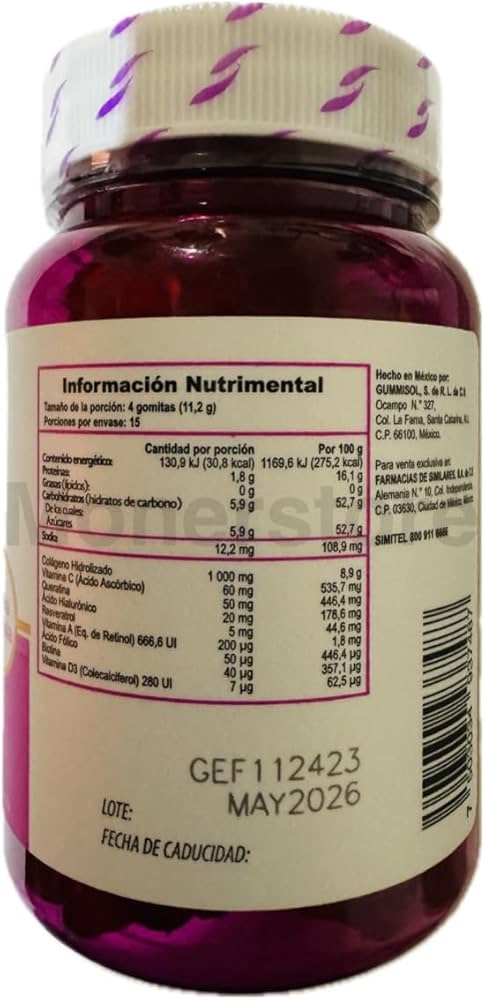 Información Nutrimental
Tamaño de la porción: 4 gomitas (11,2 g)
Porciones por envase: 15
Cantidad por porción Por 100 g
Contenido energético: 130,9 kJ (30,8 kcal) 1169,6 kJ (275,2 kcal)
Proteínas: 1,8 g 16,1 g
Grasas (lípidos): 0 g 0 g
Carbohidratos (hidratos de carbono) 5,9 g 52,7 g
De los cuales:
Azúcares 5,9 g 52,7 g
Sodio 12,2 mg 108,9 mg
Colágeno Hidrolizado 1 000 mg 8,9 g
Vitamina C (Ácido Ascórbico) 60 mg 535,7 mg
Queratina 50 mg 446,4 mg
Ácido Hialurónico 20 mg 178,6 mg
Resveratrol 5 mg 44,6 mg
Vitamina A (Eq. de Retinol) 666,6 UI 200 µg 1,8 mg
Ácido Fólico 50 µg 446,4 µg
Biotina 40 µg 357,1 µg
Vitamina D3 (Colecalciferol) 280 UI 7 µg 62,5 µg
Hecho en México por:
GUMMISOL, S. de R.L. de C.V.
Ocampo N.° 327,
Col. La Fama, Santa Catarina, N.L.
C.P. 66100, México.
Para venta exclusiva en:
FARMACIAS DE SIMILARES, S.A. de C.V.
Alemania N.° 10, Col. Independencia,
C.P. 03630, Ciudad de México, México.
SIMITEL 800 911 6666
GEF112423
LOTE: MAY2026
FECHA DE CADUCIDAD: